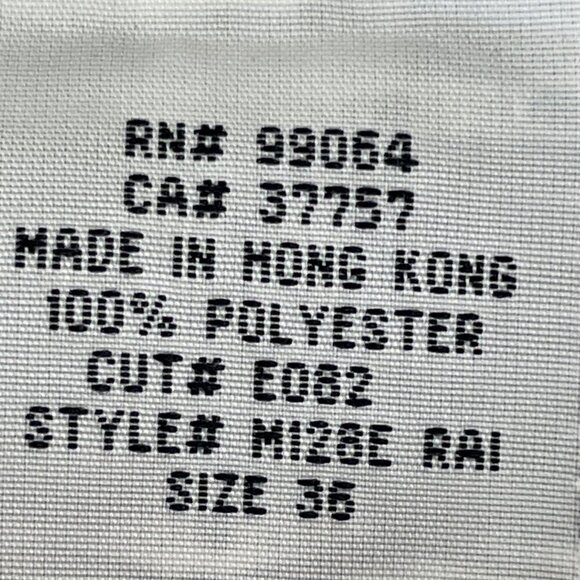 RN# 99064
CA# 37757
MADE IN HONG KONG
100% POLYESTER
CUT# E062
STYLE# M128E RAI
SIZE 36